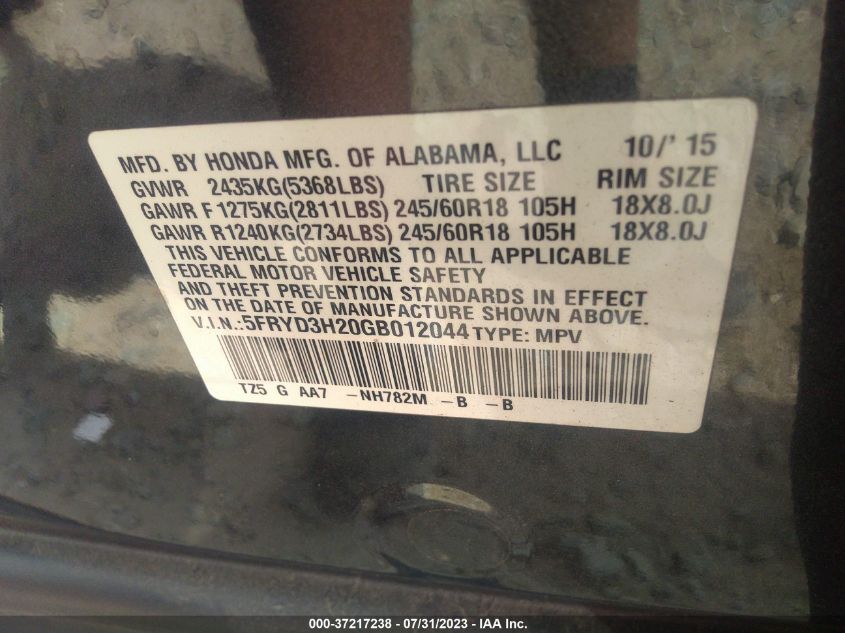 MFD. BY HONDA MFG. OF ALABAMA, LLC 10/' 15
GVWR 2435KG(5368LBS) TIRE SIZE RIM SIZE
GAWR F 1275KG(2811LBS) 245/60R18 105H 18X8.0J
GAWR R1240KG(2734LBS) 245/60R18 105H 18X8.0J
THIS VEHICLE CONFORMS TO ALL APPLICABLE
FEDERAL MOTOR VEHICLE SAFETY
AND THEFT PREVENTION STANDARDS IN EFFECT
ON THE DATE OF MANUFACTURE SHOWN ABOVE.
V.I.N.:5FRYD3H20GB012044 TYPE: MPV
TZ5 G AA7 -NH782M -B -B
000-37217238 - 07/31/2023 - IAA Inc.